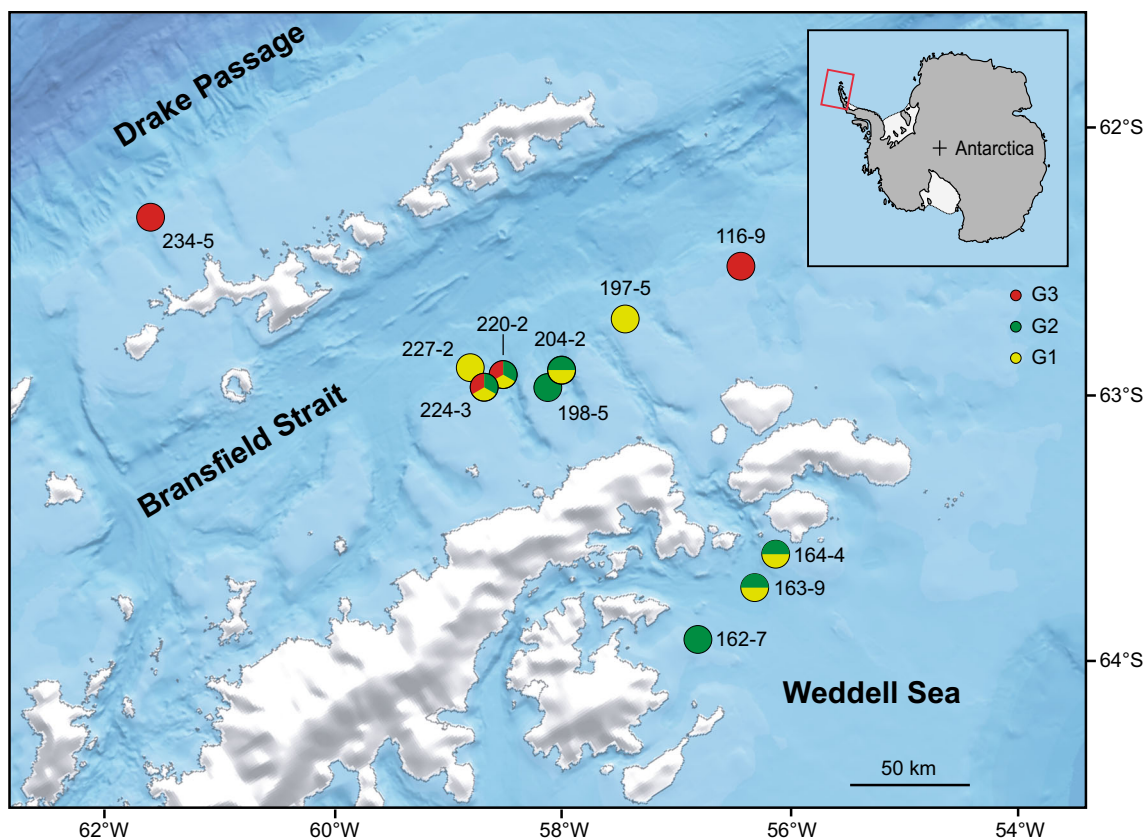 Drake Passage
Antarctica
62°S
234-5
116-9
197-5
G3
220-2
204-2
G2
227-2
G1
224-3
198-5
63°S
Bransfield Strait
164-4
163-9
162-7
64°S
Weddell Sea
50 km
62°W
60°W
58°W
56°W
54°W